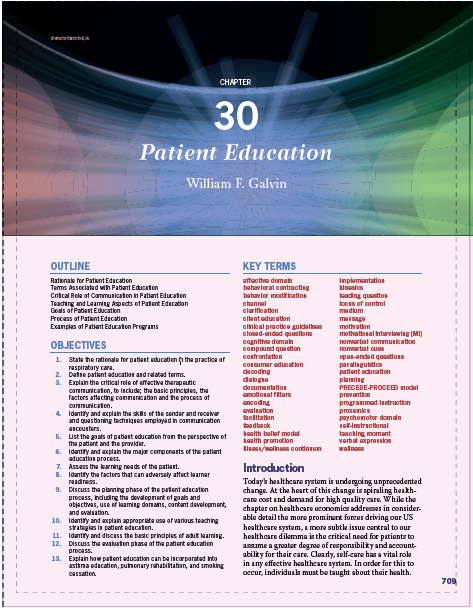 CHAPTER
30
Patient Education
William F. Galvin
OUTLINE
Rationale for Patient Education
Terms Associated with Patient Education
Critical Role of Communication in Patient Education
Teaching and Learning Aspects of Patient Education
Goals of Patient Education
Process of Patient Education
Examples of Patient Education Programs
OBJECTIVES
1. State the rationale for patient education in the practice of
respiratory care.
2. Define patient education and related terms.
3. Explain the critical role of effective therapeutic
communication, to include; the basic principles, the
factors affecting communication and the process of
communication.
4. Identify and explain the skills of the sender and receiver
and questioning techniques employed in communication
encounters.
5. List the goals of patient education from the perspective of
the patient and the provider.
6. Identify and explain the major components of the patient
education process.
7. Assess the learning needs of the patient.
8. Identify the factors that can adversely affect learner
readiness.
9. Discuss the planning phase of the patient education
process, including the development of goals and
objectives, use of learning domains, content development,
and evaluation.
10. Identify and explain appropriate use of various teaching
strategies in patient education.
11. Identify and discuss the basic principles of adult learning.
12. Discuss the evaluation phase of the patient education
process.
13. Explain how patient education can be incorporated into
asthma education, pulmonary rehabilitation, and smoking
cessation.
KEY TERMS
affective domain
behavioral contracting
behavior modification
channel
clarification
client education
clinical practice guidelines
closed-ended questions
cognitive domain
compound question
confrontation
consumer education
decoding
dialogue
documentation
emotional filters
encoding
evaluation
facilitation
feedback
health belief model
health promotion
illness/wellness continuum
implementation
kinesics
leading question
locus of control
medium
message
motivation
motivational interviewing (MI)
nonverbal communication
nonverbal cues
open-ended questions
paralinguistics
patient education
planning
PRECEDE-PROCEED model
prevention
programmed instruction
proxemics
psychomotor domain
self-instructional
teaching moment
verbal expression
wellness
Introduction
Today's healthcare system is undergoing unprecedented
change. At the heart of this change is spiraling health-
care cost and demand for high quality care. While the
chapter on healthcare economics addresses in consider-
able detail the more prominent forces driving our US
healthcare system, a more subtle issue central to our
healthcare dilemma is the critical need for patients to
assume a greater degree of responsibility and account-
ability for their care. Clearly, self-care has a vital role
in any effective healthcare system. In order for this to
occur, individuals must be taught about their health.
709